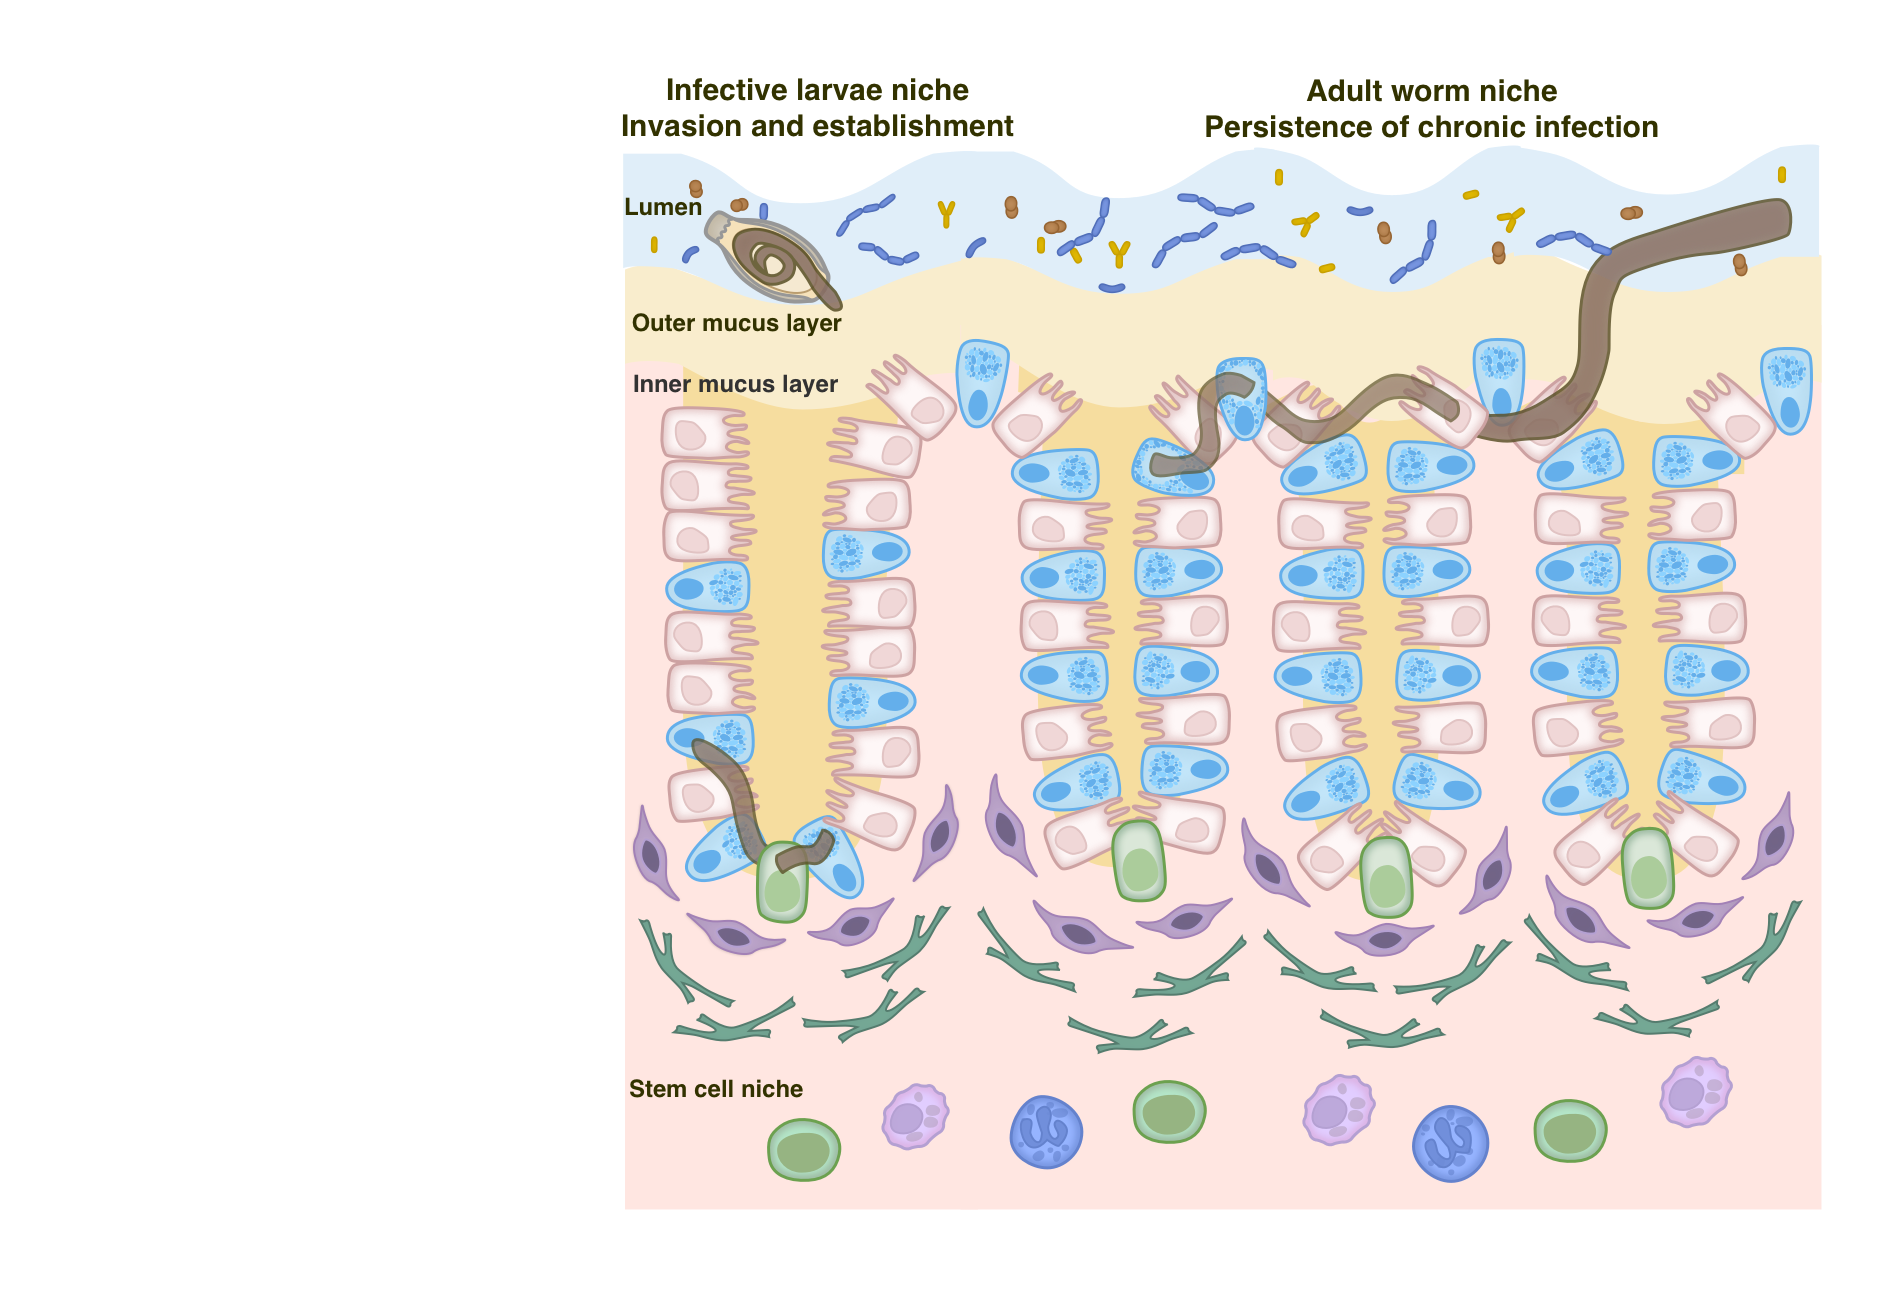 Infective larvae niche
Invasion and establishment
Adult worm niche
Persistence of chronic infection
Lumen
Outer mucus layer
Inner mucus layer
Stem cell niche